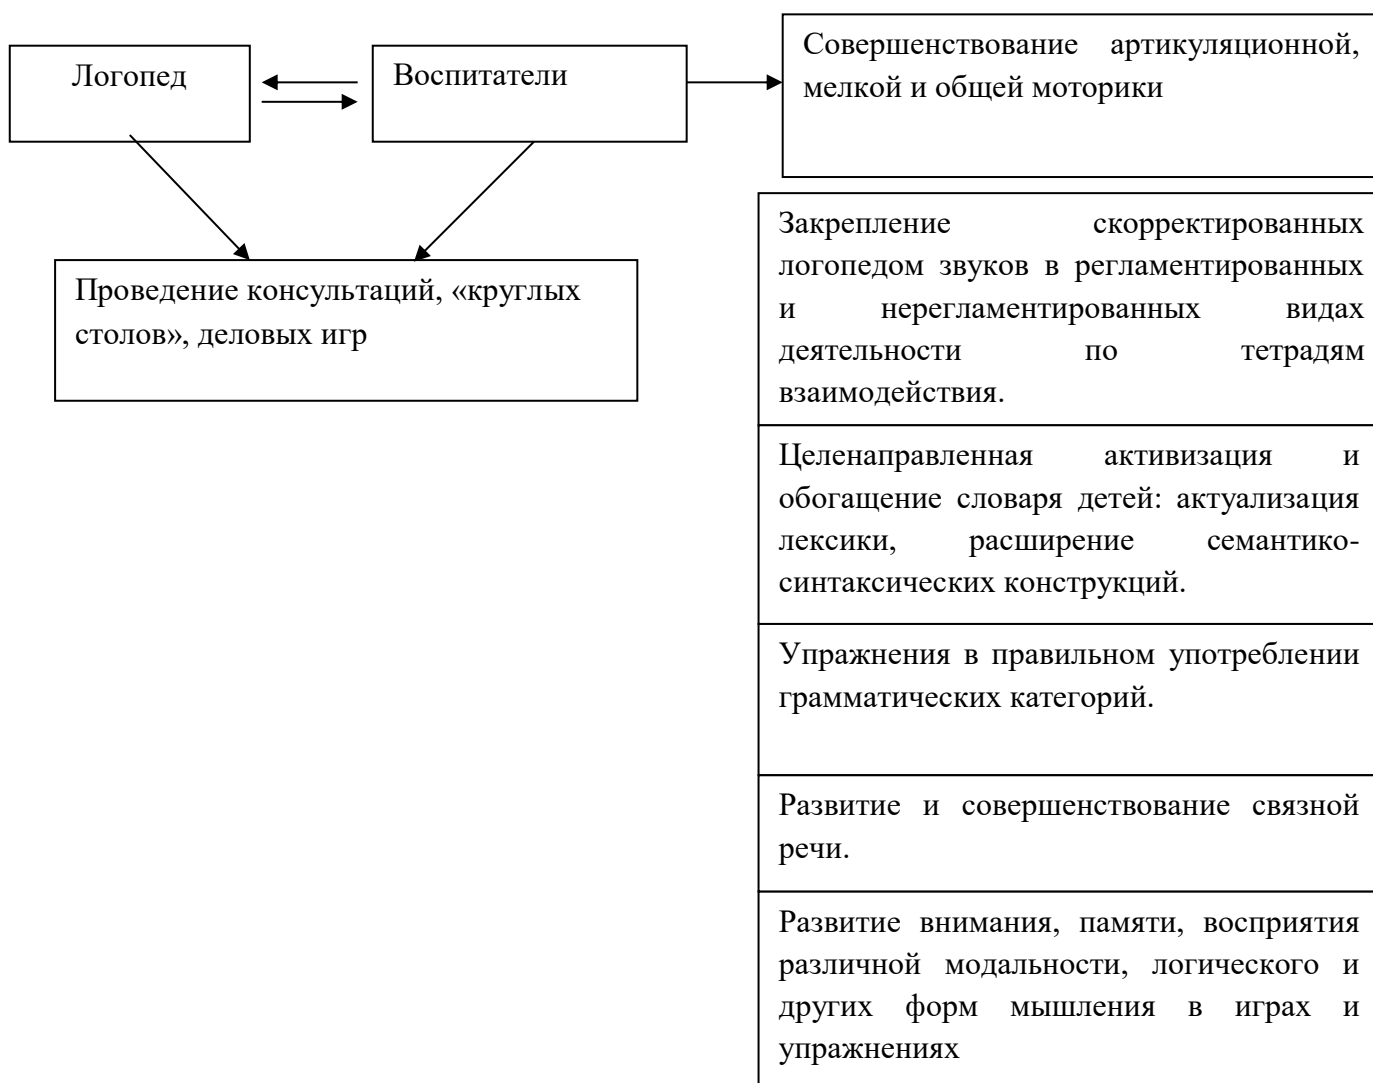 Логопед
Воспитатели
Совершенствование артикуляционной,
мелкой и общей моторики
Проведение консультаций, «круглых
столов», деловых игр
Закрепление скорректированных
логопедом звуков в регламентированных
и нерегламентированных видах
деятельности по тетрадям
взаимодействия.
Целенаправленная активизация и
обогащение словаря детей: актуализация
лексики, расширение семантико-
синтаксических конструкций.
Упражнения в правильном употреблении
грамматических категорий.
Развитие и совершенствование связной
речи.
Развитие внимания, памяти, восприятия
различной модальности, логического и
других форм мышления в играх и
упражнениях